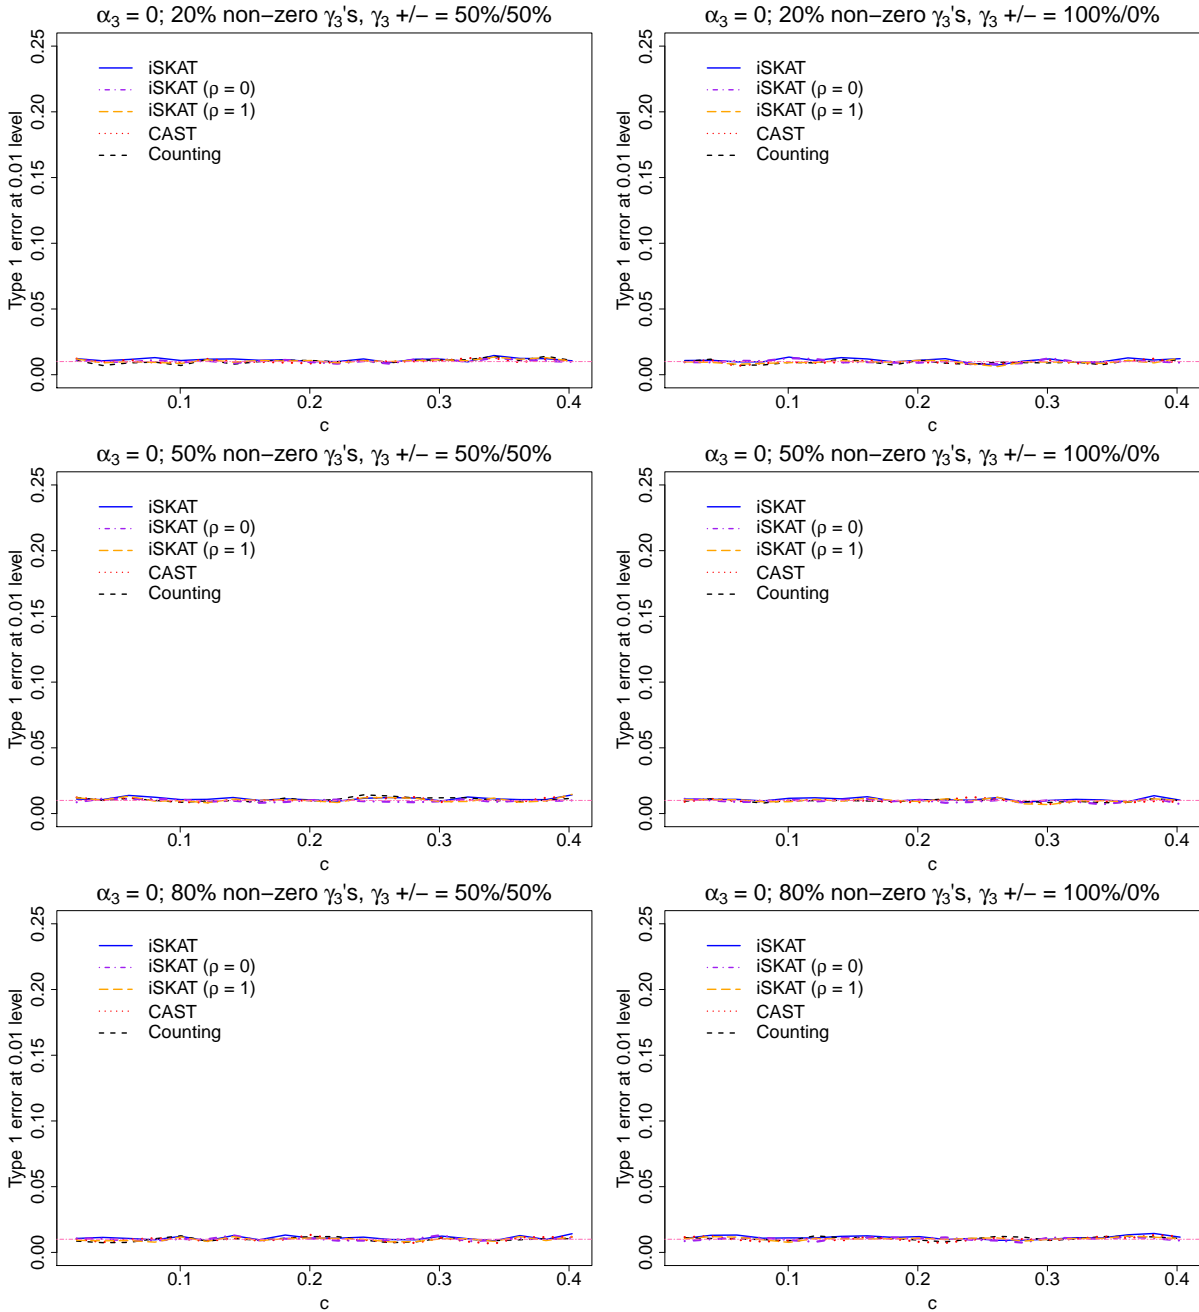 α₃ = 0; 20% non−zero γ₃'s, γ₃ +/− = 50%/50%
Type 1 error at 0.01 level
0.25
0.20
0.15
0.10
0.05
0.00
iSKAT
iSKAT (ρ = 0)
iSKAT (ρ = 1)
CAST
Counting
0.1 0.2 0.3 0.4
c
α₃ = 0; 20% non−zero γ₃'s, γ₃ +/− = 100%/0%
Type 1 error at 0.01 level
0.25
0.20
0.15
0.10
0.05
0.00
iSKAT
iSKAT (ρ = 0)
iSKAT (ρ = 1)
CAST
Counting
0.1 0.2 0.3 0.4
c
α₃ = 0; 50% non−zero γ₃'s, γ₃ +/− = 50%/50%
Type 1 error at 0.01 level
0.25
0.20
0.15
0.10
0.05
0.00
iSKAT
iSKAT (ρ = 0)
iSKAT (ρ = 1)
CAST
Counting
0.1 0.2 0.3 0.4
c
α₃ = 0; 50% non−zero γ₃'s, γ₃ +/− = 100%/0%
Type 1 error at 0.01 level
0.25
0.20
0.15
0.10
0.05
0.00
iSKAT
iSKAT (ρ = 0)
iSKAT (ρ = 1)
CAST
Counting
0.1 0.2 0.3 0.4
c
α₃ = 0; 80% non−zero γ₃'s, γ₃ +/− = 50%/50%
Type 1 error at 0.01 level
0.25
0.20
0.15
0.10
0.05
0.00
iSKAT
iSKAT (ρ = 0)
iSKAT (ρ = 1)
CAST
Counting
0.1 0.2 0.3 0.4
c
α₃ = 0; 80% non−zero γ₃'s, γ₃ +/− = 100%/0%
Type 1 error at 0.01 level
0.25
0.20
0.15
0.10
0.05
0.00
iSKAT
iSKAT (ρ = 0)
iSKAT (ρ = 1)
CAST
Counting
0.1 0.2 0.3 0.4
c